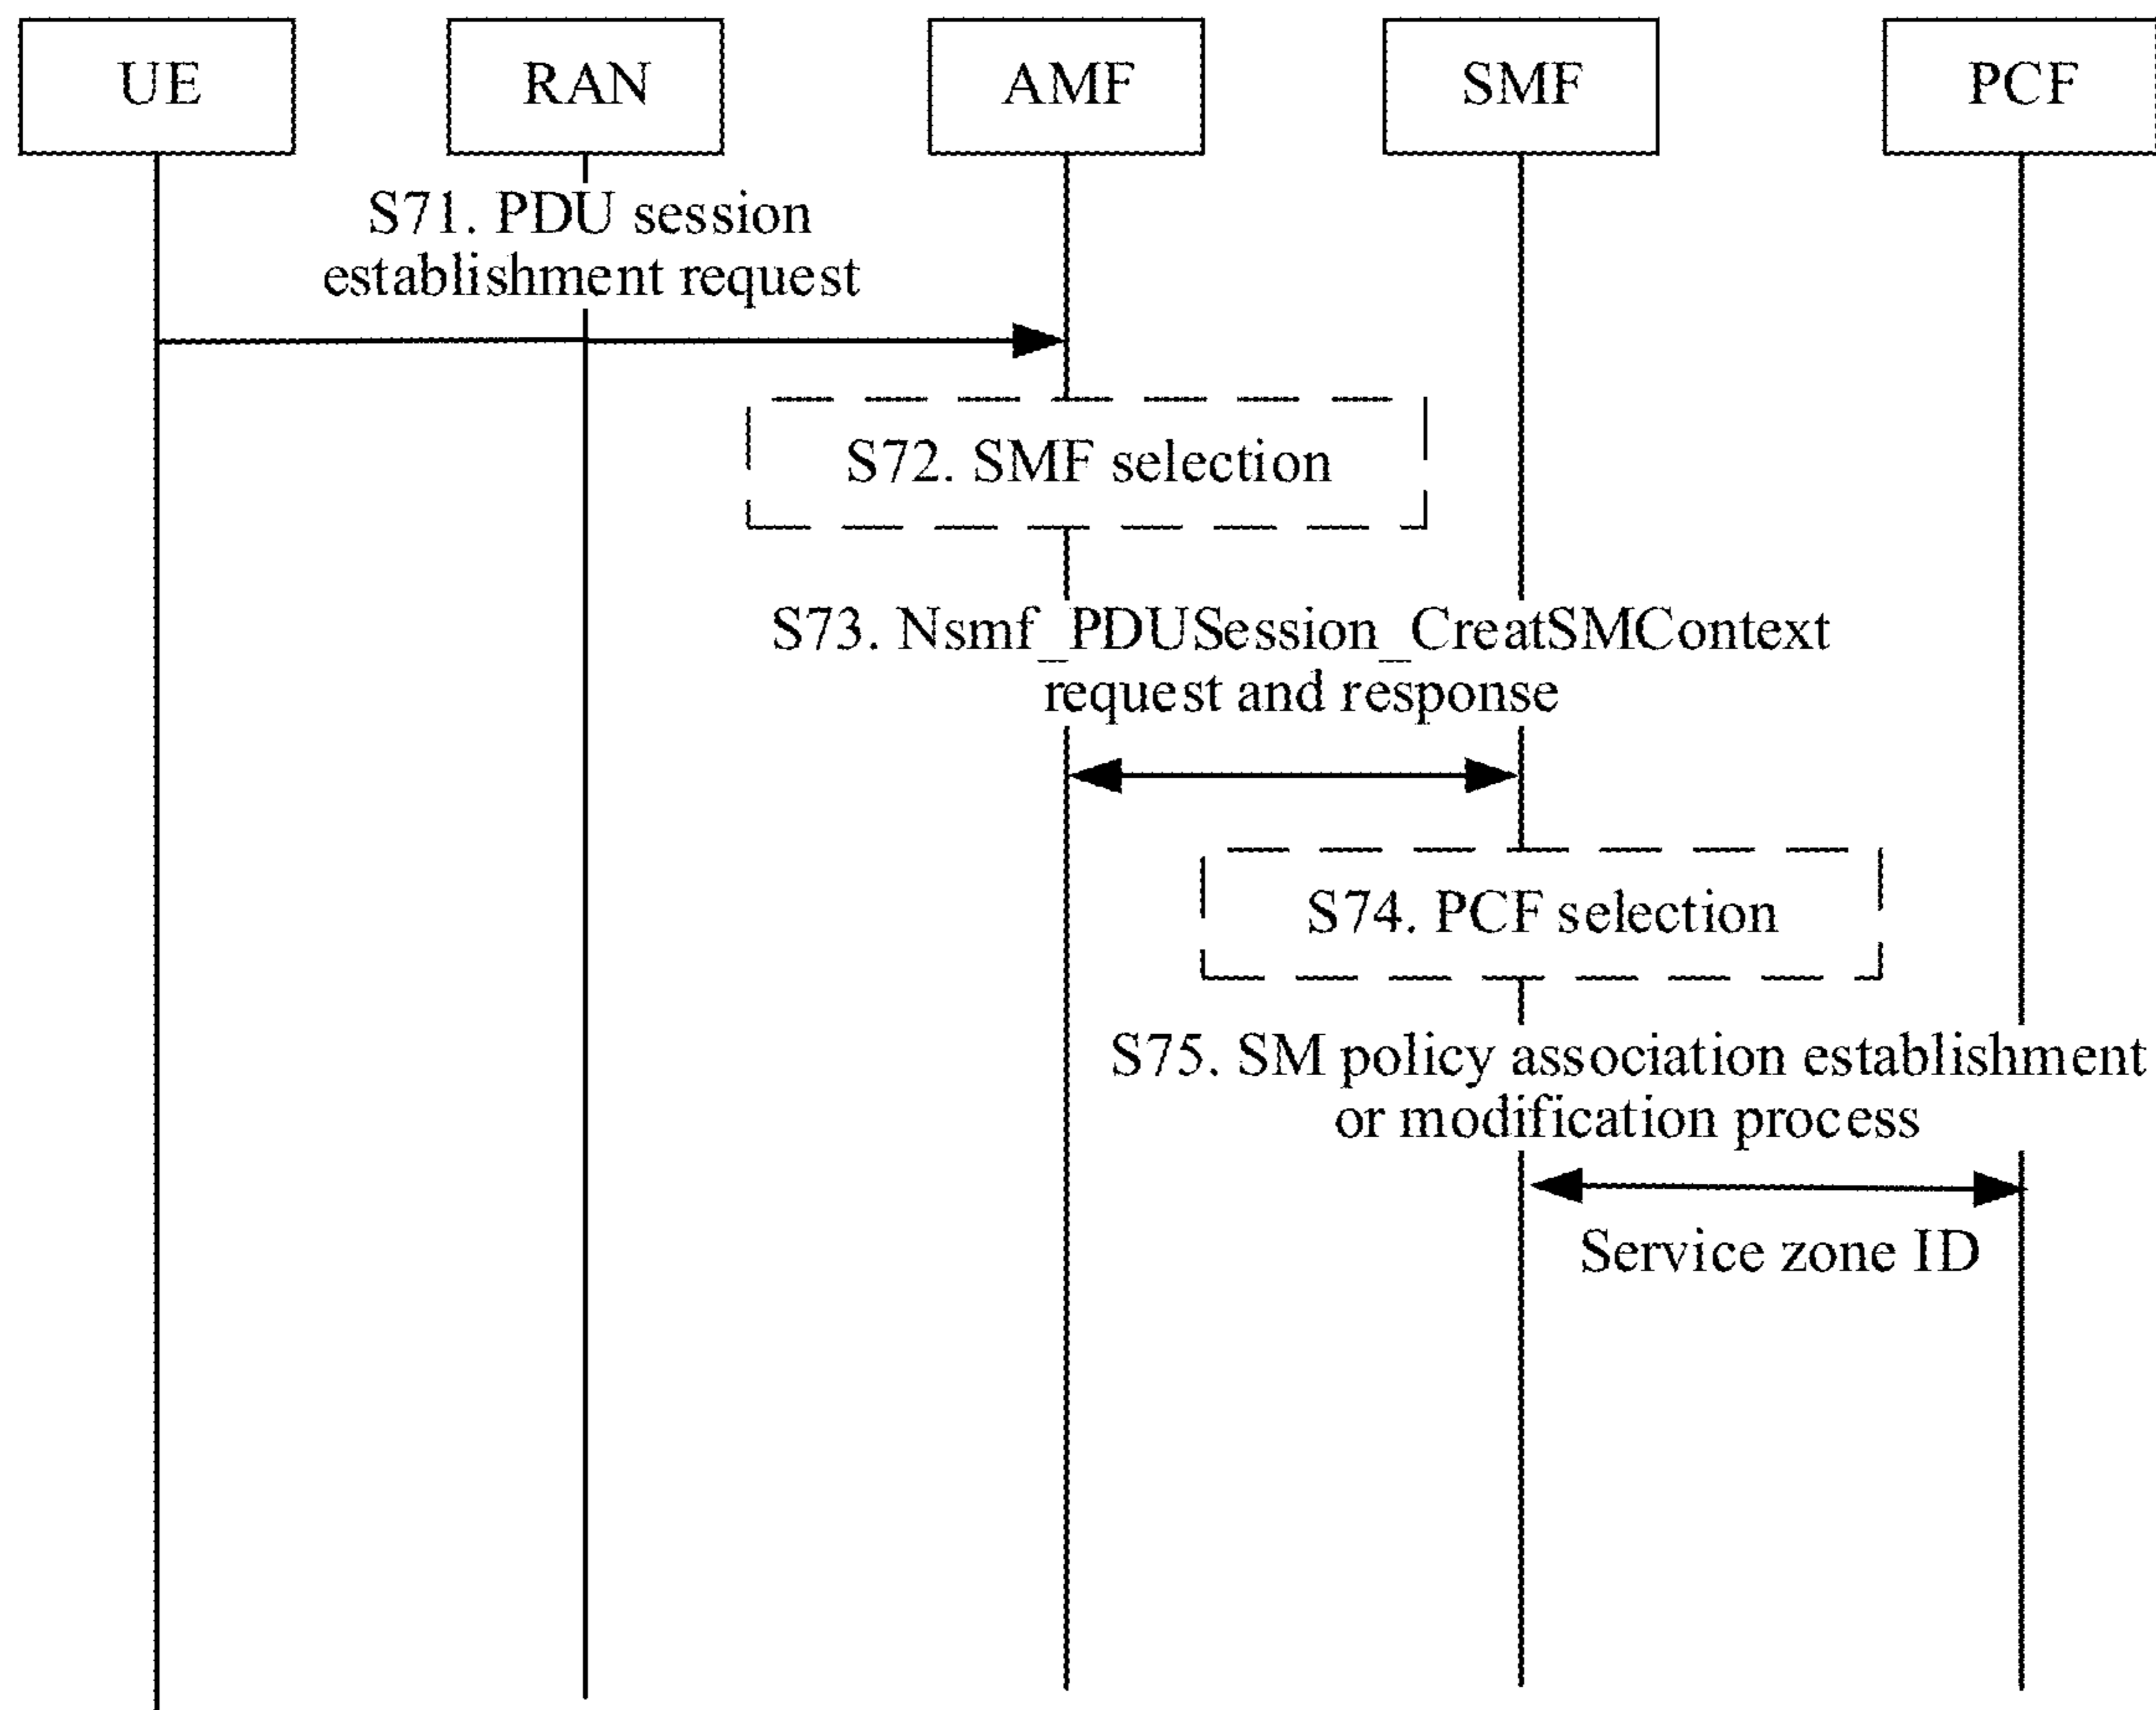 UE
RAN
AMF
SMF
PCF
S71. PDU session
establishment request
S72. SMF selection
S73. Nsmf_PDUSession_CreatSMContext
request and response
S74. PCF selection
S75. SM policy association establishment
or modification process
Service zone ID